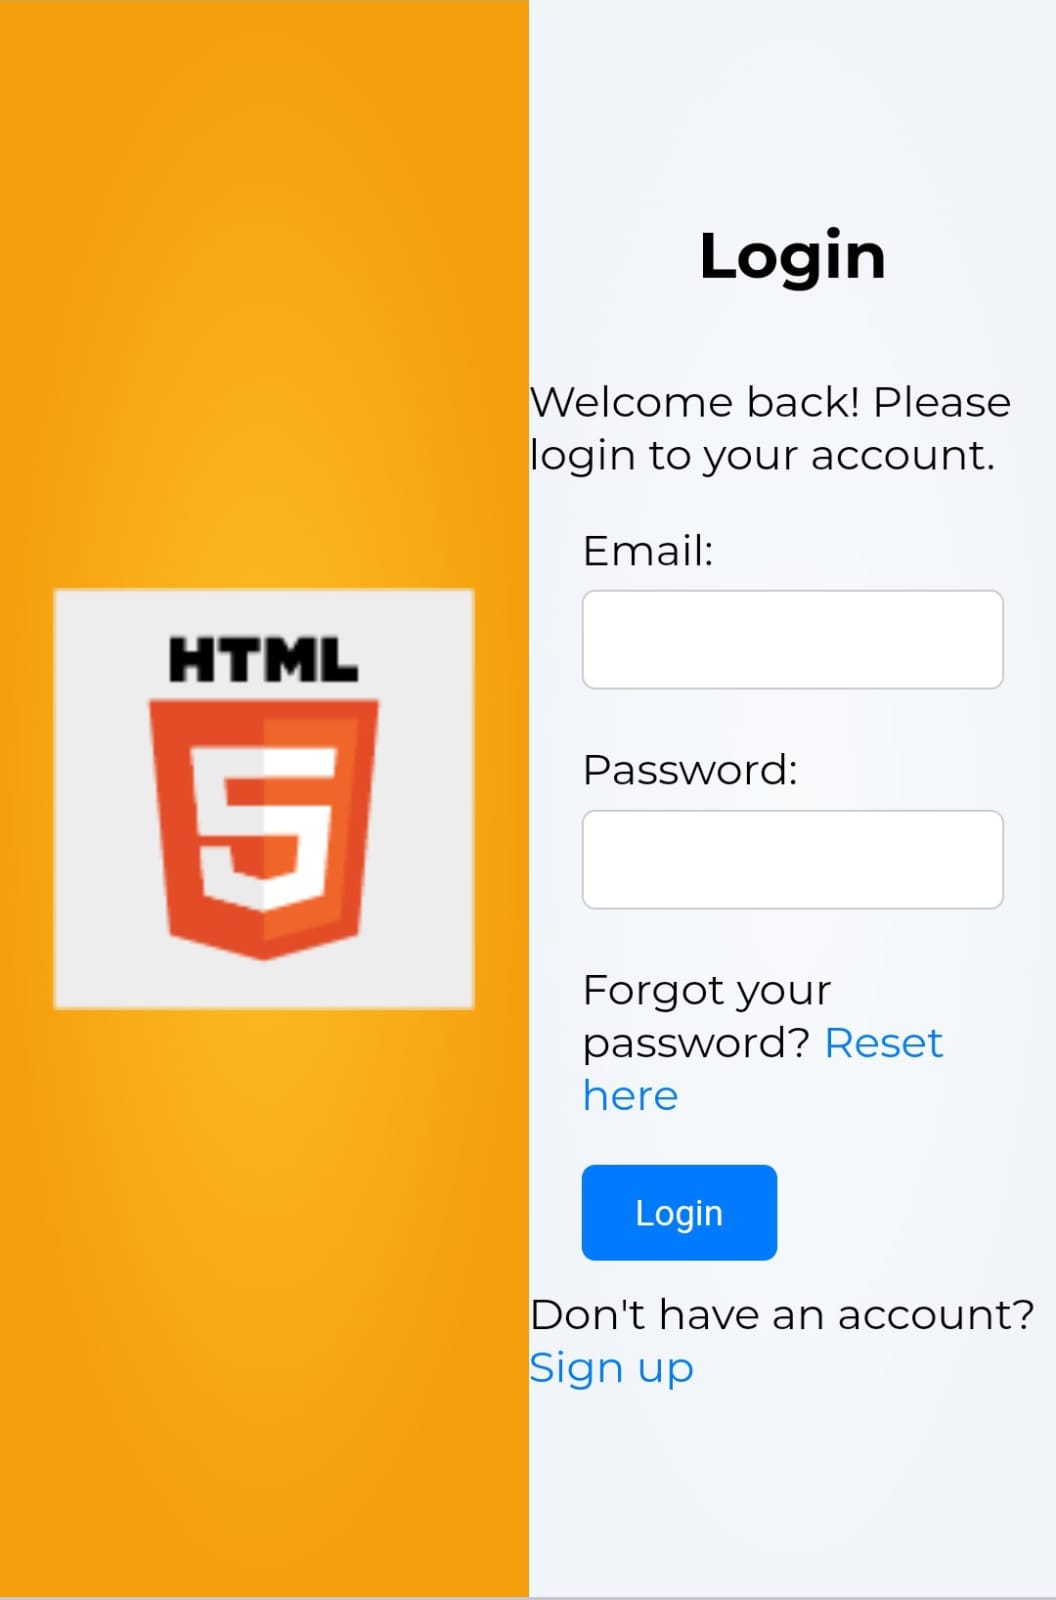 HTML
5
Login
Welcome back! Please
login to your account.
Email:
Password:
Forgot your
password? Reset
here
Login
Don't have an account?
Sign up